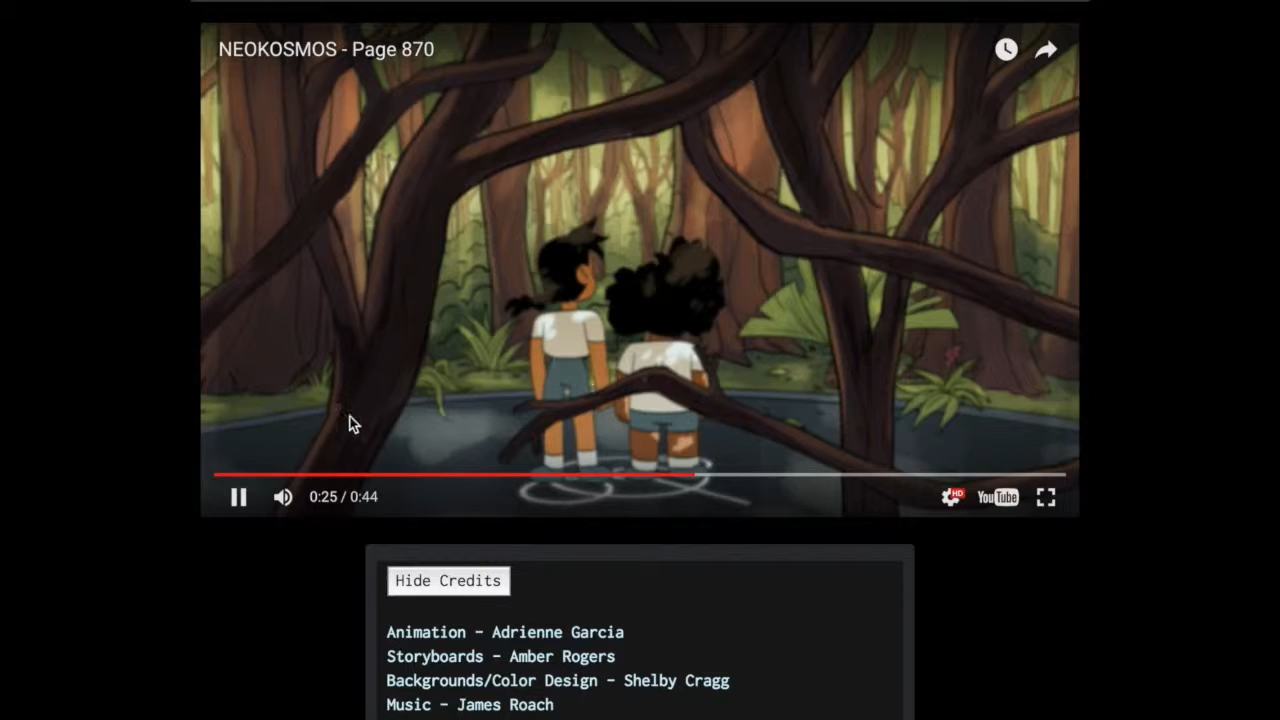 NEOKOSMOS - Page 870
0:25 / 0:44
HD
YouTube
Hide Credits
Animation - Adrienne Garcia
Storyboards - Amber Rogers
Backgrounds/Color Design - Shelby Cragg
Music - James Roach